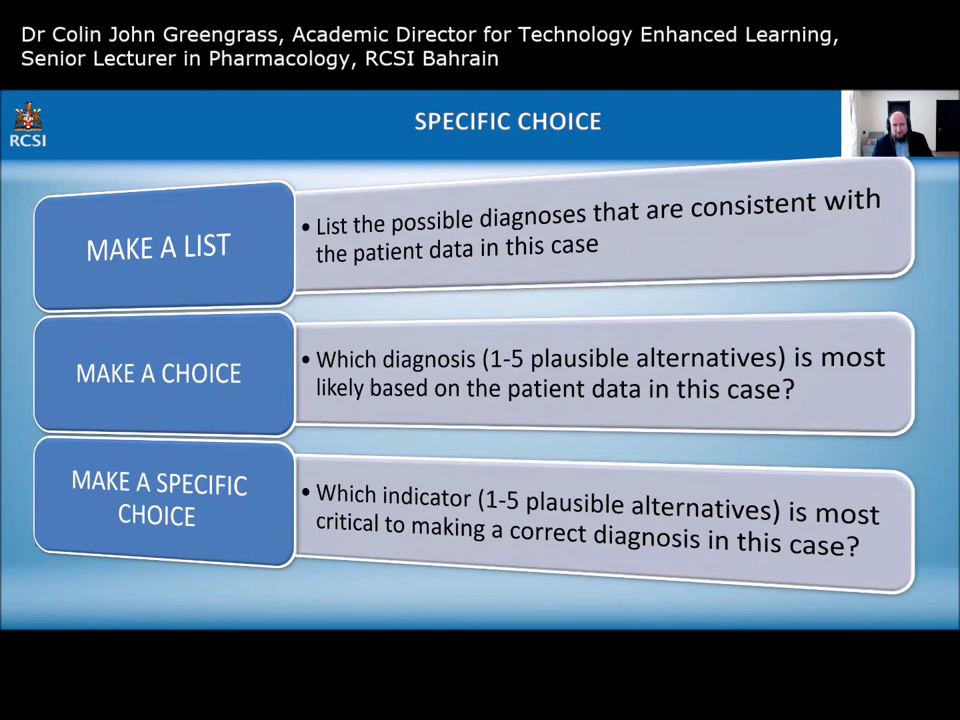 Dr Colin John Greengrass, Academic Director for Technology Enhanced Learning,
Senior Lecturer in Pharmacology, RCSI Bahrain
RCSI
SPECIFIC CHOICE
MAKE A LIST
• List the possible diagnoses that are consistent with
the patient data in this case
MAKE A CHOICE
• Which diagnosis (1-5 plausible alternatives) is most
likely based on the patient data in this case?
MAKE A SPECIFIC
CHOICE
• Which indicator (1-5 plausible alternatives) is most
critical to making a correct diagnosis in this case?